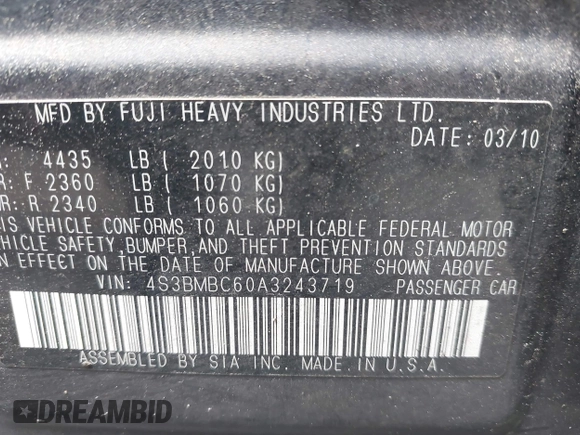 MFD BY FUJI HEAVY INDUSTRIES LTD.
DATE: 03/10
4435 LB ( 2010 KG)
R: F 2360 LB ( 1070 KG)
R: R 2340 LB ( 1060 KG)
IS VEHICLE CONFORMS TO ALL APPLICABLE FEDERAL MOTOR
EHICLE SAFETY, BUMPER, AND THEFT PREVENTION STANDARDS
N EFFECT ON THE DATE OF MANUFACTURE SHOWN ABOVE.
VIN: 4S3BMBC60A3243719 PASSENGER CAR
ASSEMBLED BY SIA INC. MADE IN U.S.A.
DREAMBID